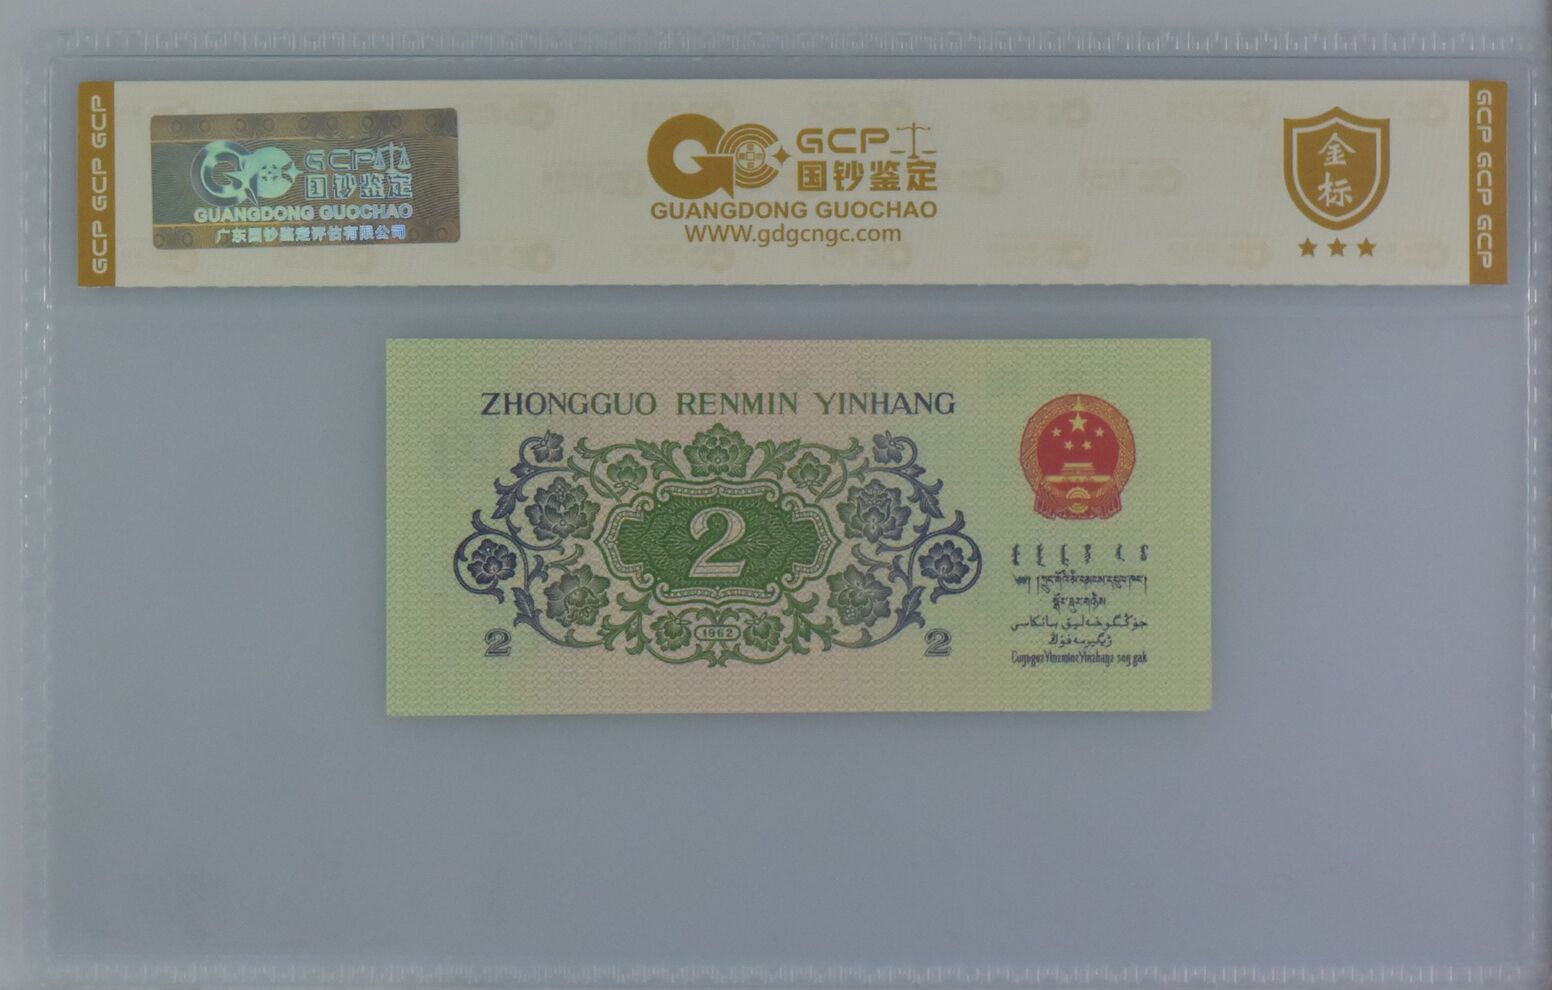 GCP GCP GCP
GCP
国钞鉴定
GUANGDONG GUOCHAO
广东国钞鉴定评估有限公司
GCP
国钞鉴定
GUANGDONG GUOCHAO
WWW.gdgcngc.com
金
标
GCP GCP GCP
ZHONGGUO RENMIN YINHANG
2
1962
2
2